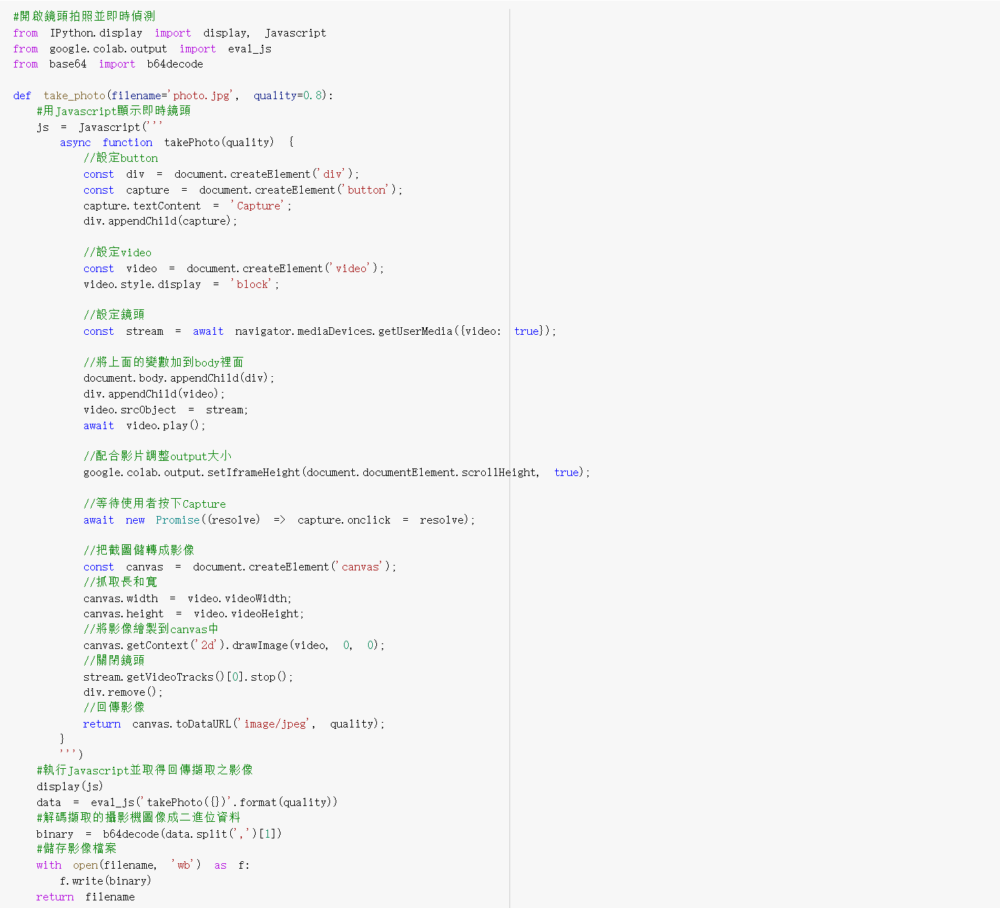 #開啟鏡頭拍照並即時偵測
from IPython.display import display, Javascript
from google.colab.output import eval_js
from base64 import b64decode
def take_photo(filename='photo.jpg', quality=0.8):
#用Javascript顯示即時鏡頭
js = Javascript('''
async function takePhoto(quality) {
//設定button
const div = document.createElement('div');
const capture = document.createElement('button');
capture.textContent = 'Capture';
div.appendChild(capture);
//設定video
const video = document.createElement('video');
video.style.display = 'block';
//設定鏡頭
const stream = await navigator.mediaDevices.getUserMedia({video: true});
//將上面的變數加到body裡面
document.body.appendChild(div);
div.appendChild(video);
video.srcObject = stream;
await video.play();
//配合影片調整output大小
google.colab.output.setIframeHeight(document.documentElement.scrollHeight, true);
//等待使用者按下Capture
await new Promise((resolve) => capture.onclick = resolve);
//把截圖儲轉成影像
const canvas = document.createElement('canvas');
//抓取長和寬
canvas.width = video.videoWidth;
canvas.height = video.videoHeight;
//將影像繪製到canvas中
canvas.getContext('2d').drawImage(video, 0, 0);
//關閉鏡頭
stream.getVideoTracks()[0].stop();
div.remove();
//回傳影像
return canvas.toDataURL('image/jpeg', quality);
}
''')
#執行Javascript並取得回傳擷取之影像
display(js)
data = eval_js('takePhoto({})'.format(quality))
#解碼擷取的攝影機圖像成二進位資料
binary = b64decode(data.split(',')[1])
#儲存影像檔案
with open(filename, 'wb') as f:
f.write(binary)
return filename